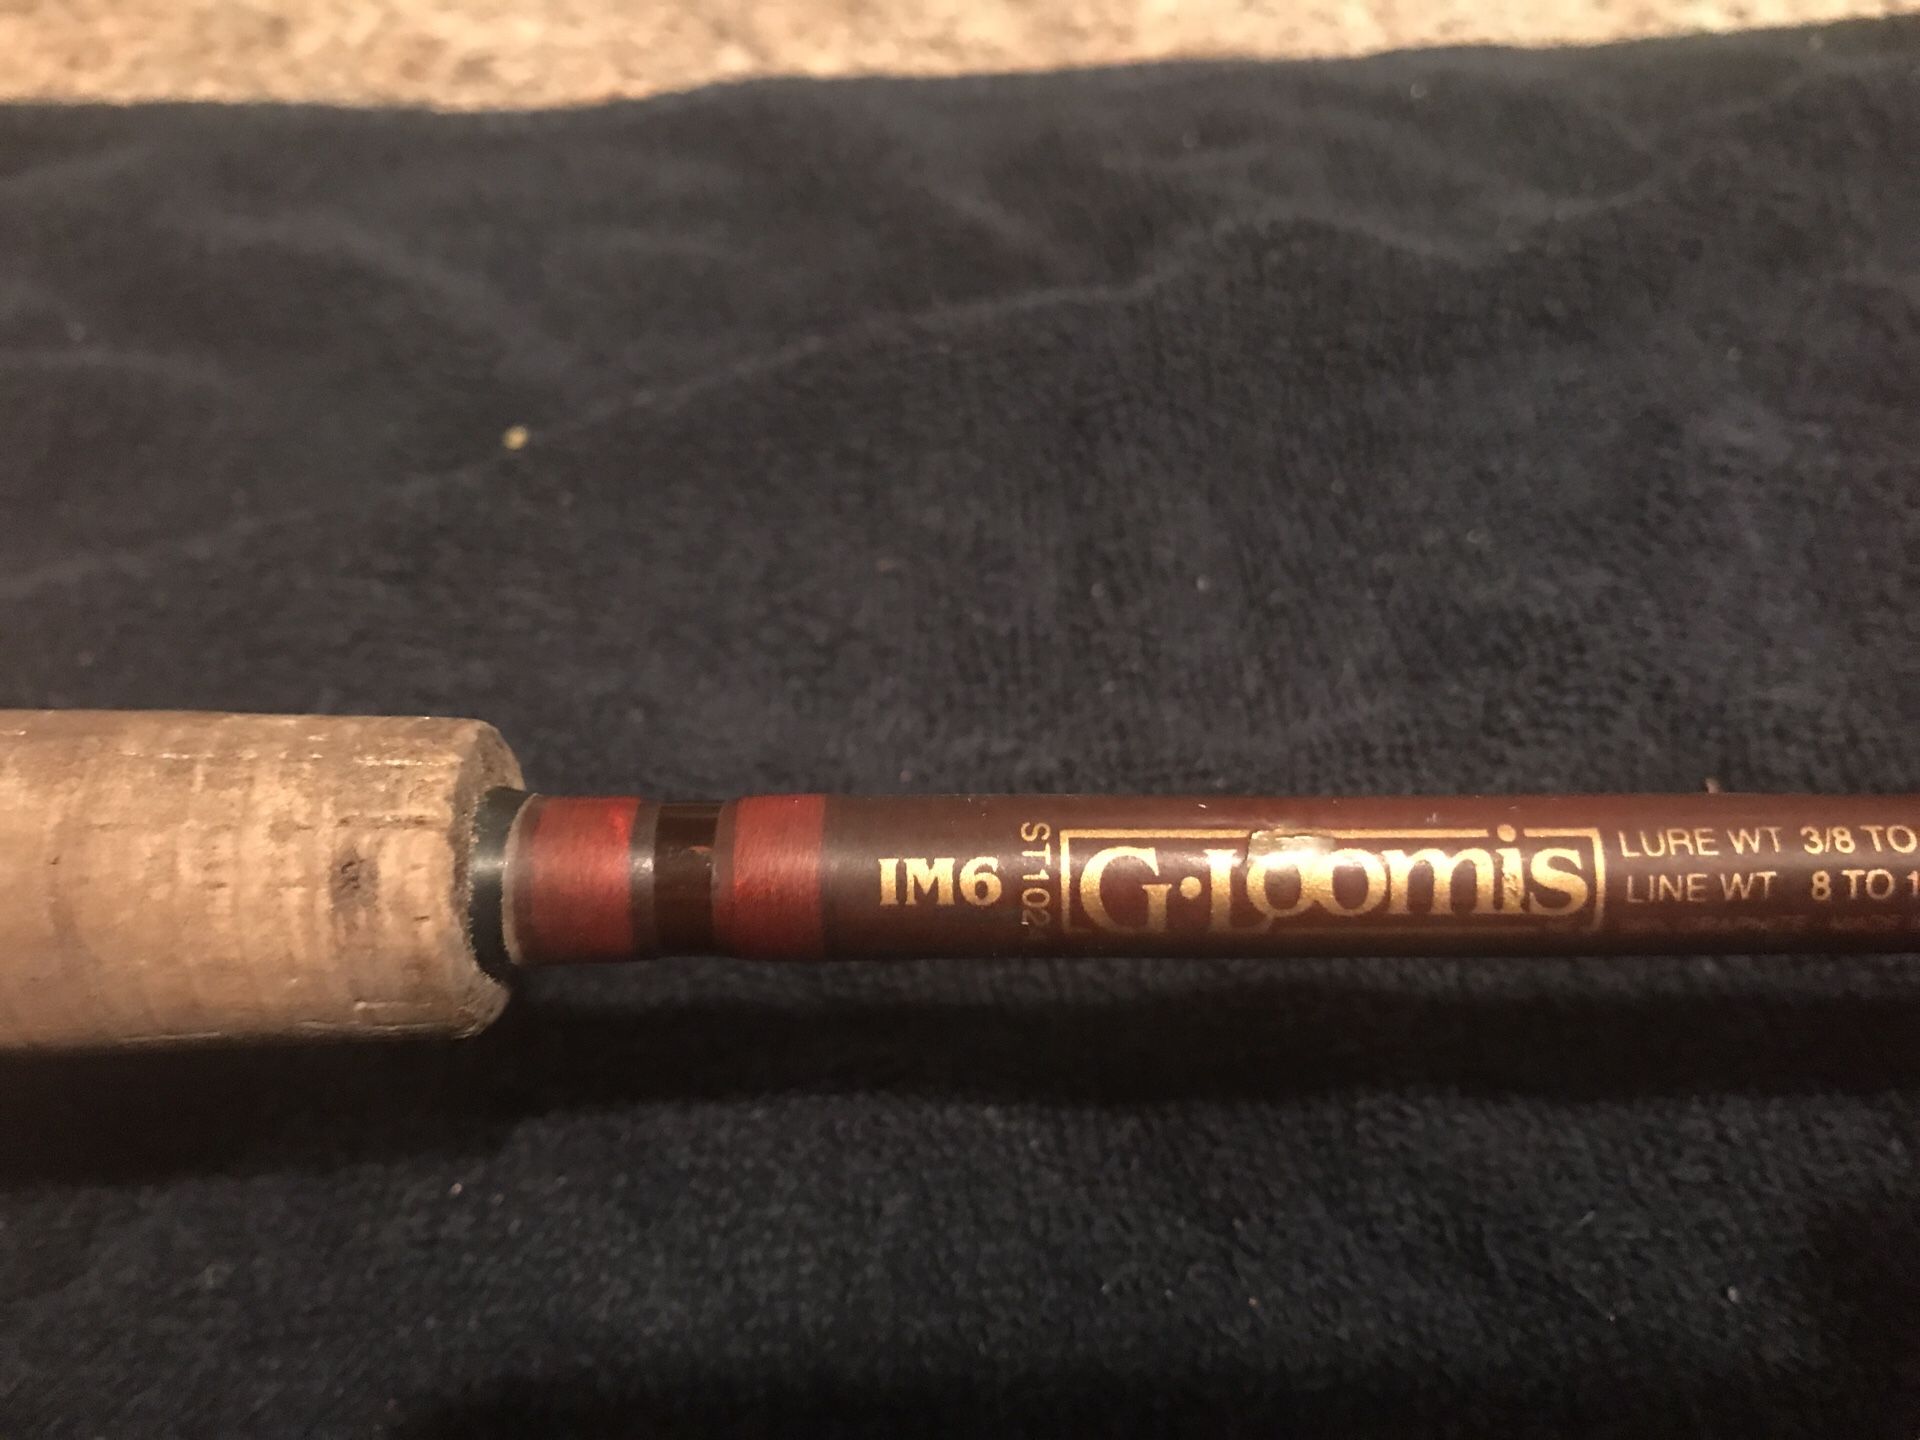 IM6
ST102
G·Loomis
LURE WT 3/8 TO
LINE WT 8 TO 1